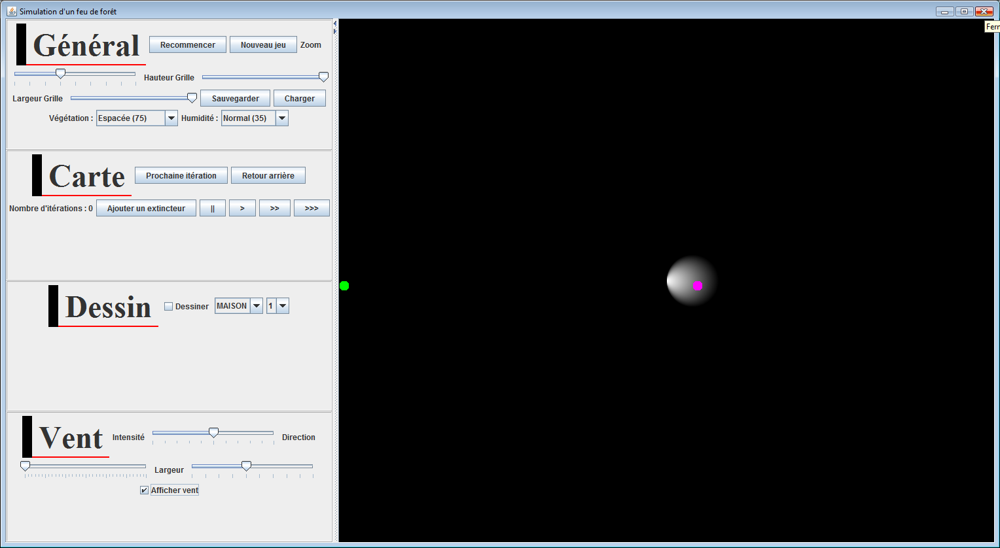 Simulation d'un feu de forêt
Ferm
Général Recommencer Nouveau jeu Zoom
Hauteur Grille
Largeur Grille Sauvegarder Charger
Végétation : Espacée (75) Humidité : Normal (35)
Carte Prochaine itération Retour arrière
Nombre d'itérations : 0 Ajouter un extincteur || > >> >>>
Dessin Dessiner MAISON 1
Vent Intensité Direction
Largeur
Afficher vent